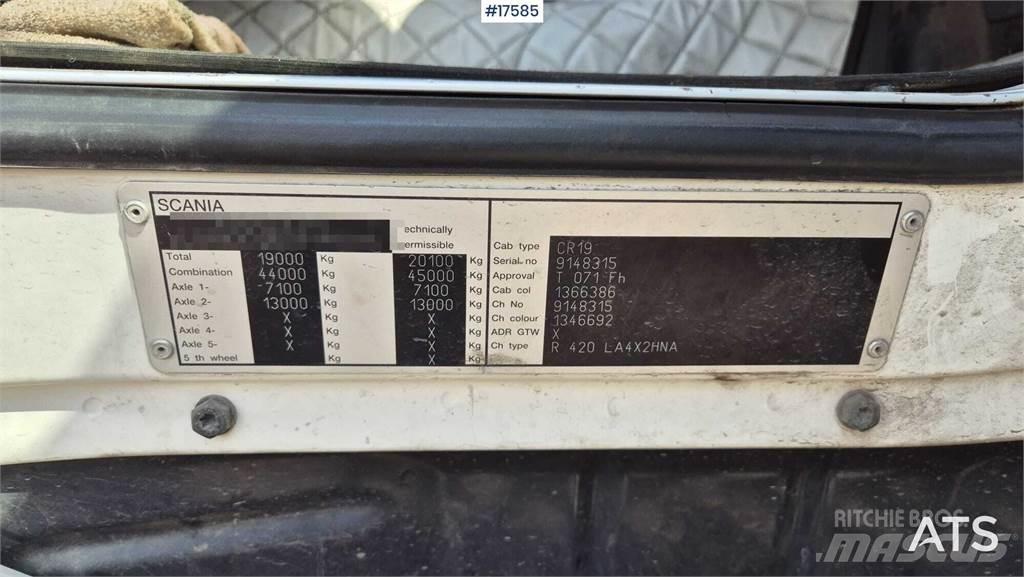 #17585
SCANIA
echnically
ermissible
Total 19000 Kg 20100 Kg
Combination 44000 Kg 45000 Kg
Axle 1- 7100 Kg 7100 Kg
Axle 2- 13000 Kg 13000 Kg
Axle 3- X Kg X Kg
Axle 4- X Kg X Kg
Axle 5- X Kg X Kg
5 th wheel Kg X Kg
Cab type CR19
Serial no 9148315
Approval T 071 Fh
Cab col 1366386
Ch No 9148315
Ch colour 1346692
ADR GTW X
Ch type R 420 LA4X2HNA
RITCHIE BROS
MASCUS
ATS